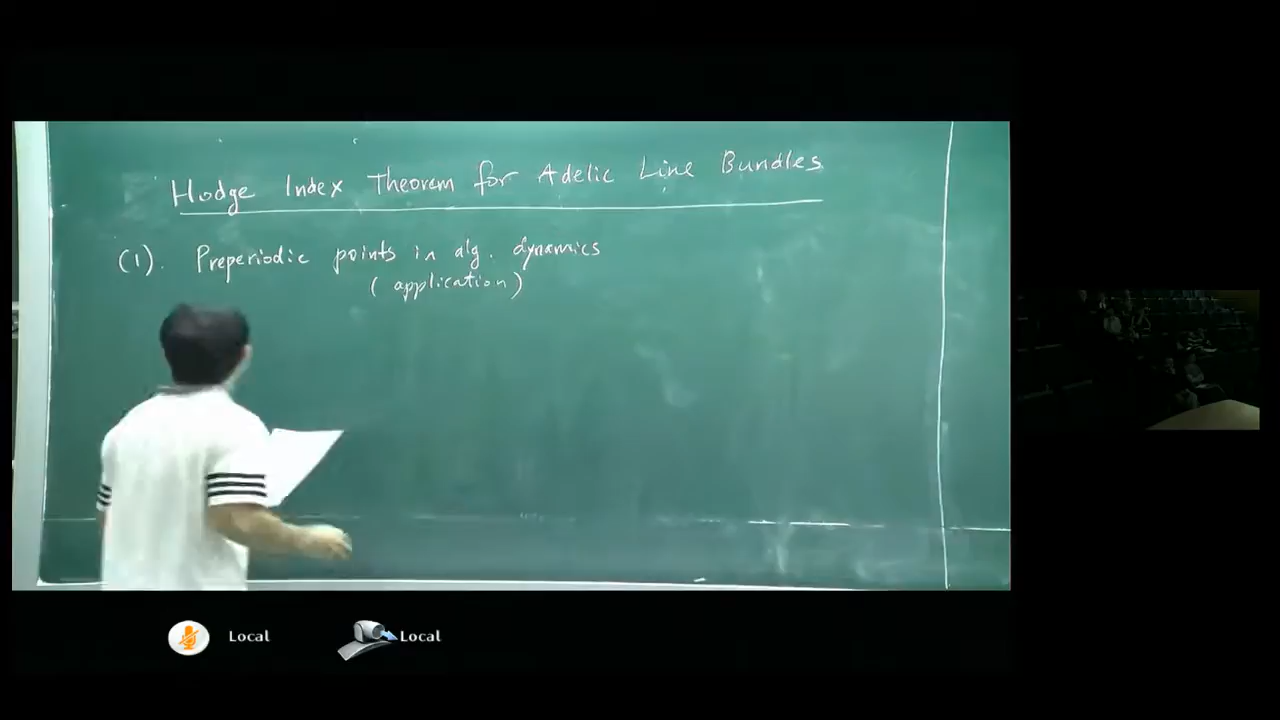 Hodge Index Theorem for Adelic Line Bundles
(1). Preperiodic points in alg. dynamics
(application)
Local
Local